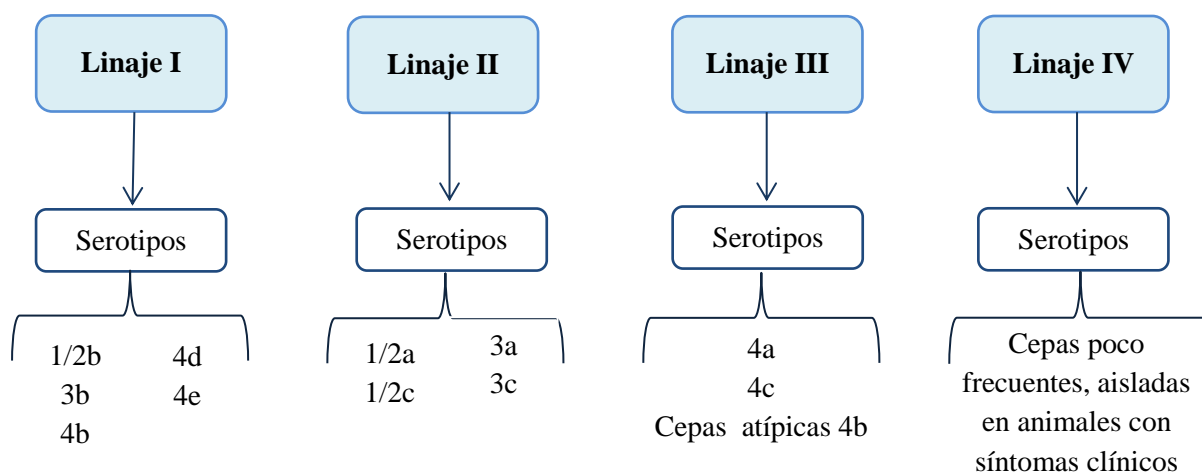 Linaje I
Serotipos
1/2b
3b
4b
4d
4e
Linaje II
Serotipos
1/2a
1/2c
3a
3c
Linaje III
Serotipos
4a
4c
Cepas atípicas 4b
Linaje IV
Serotipos
Cepas poco
frecuentes, aisladas
en animales con
síntomas clínicos